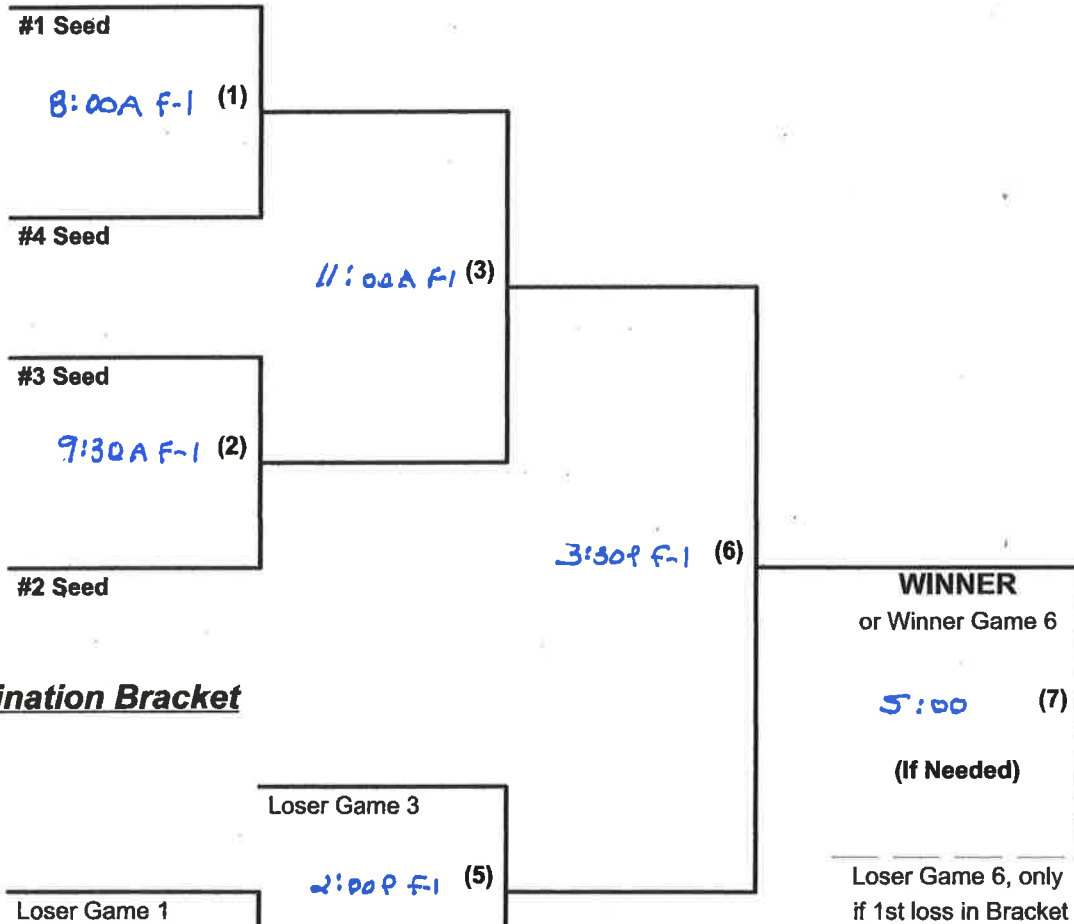 #1 Seed
8:00A F-1 (1)
#4 Seed
11:00A F-1 (3)
#3 Seed
9:30A F-1 (2)
#2 Seed
3:30P F-1 (6)
WINNER
or Winner Game 6
5:00 (7)
(If Needed)
ination Bracket
Loser Game 3
2:00P F-1 (5)
Loser Game 1
Loser Game 6, only
if 1st loss in Bracket